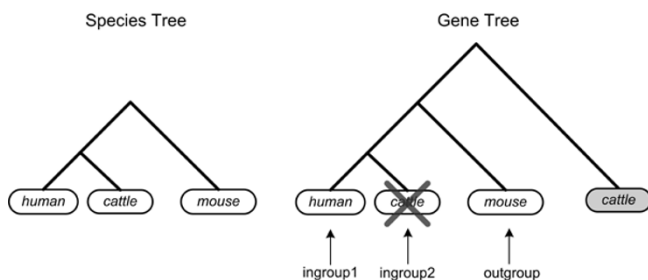 Species Tree
Gene Tree
human
cattle
mouse
human
cattle
mouse
cattle
ingroup1
ingroup2
outgroup